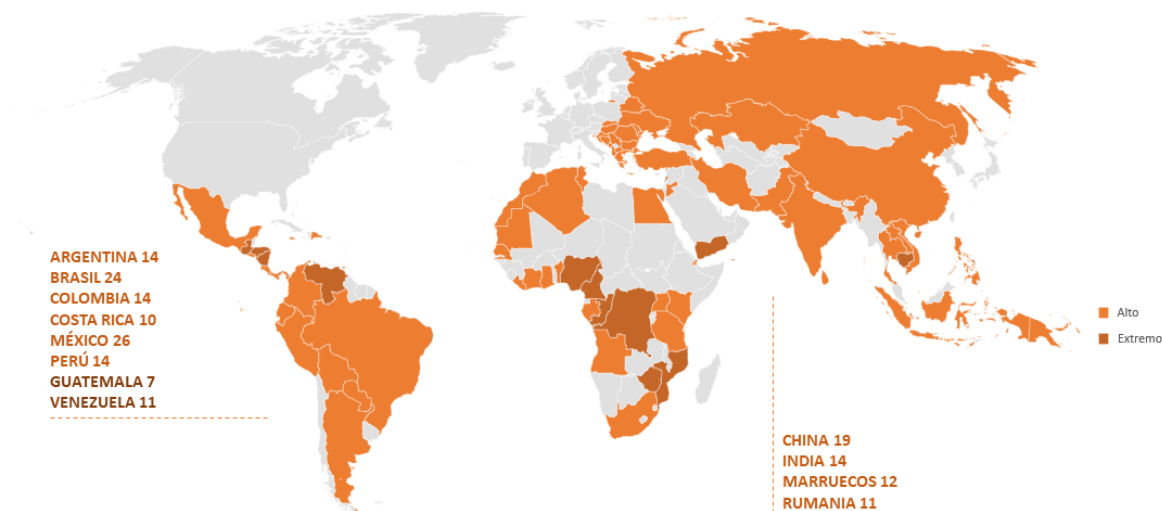 ARGENTINA 14
BRASIL 24
COLOMBIA 14
COSTA RICA 10
MÉXICO 26
PERÚ 14
GUATEMALA 7
VENEZUELA 11
CHINA 19
INDIA 14
MARRUECOS 12
RUMANIA 11
Alto
Extremo